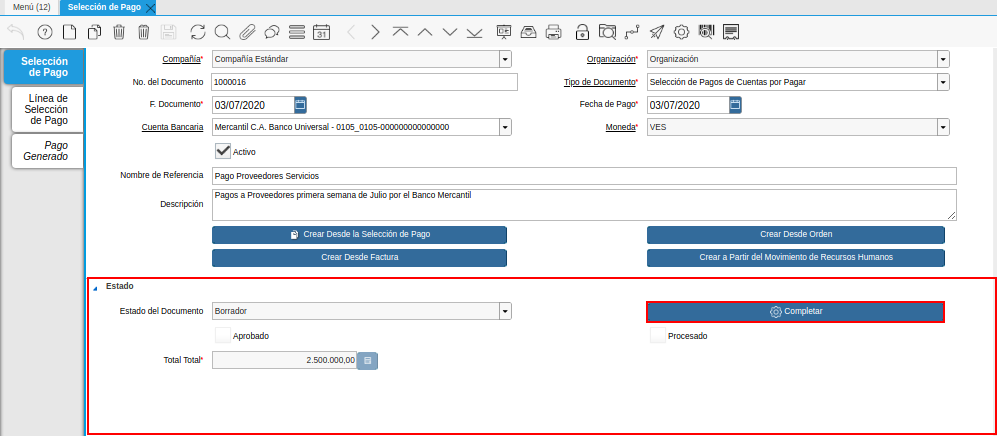 Menú (12) Selección de Pago
31
Selección de Pago
Línea de Selección de Pago
Pago Generado
Compañía* Compañía Estándar Organización* Organización
No. del Documento 1000016 Tipo de Documento* Selección de Pagos de Cuentas por Pagar
F. Documento* 03/07/2020 Fecha de Pago* 03/07/2020
Cuenta Bancaria Mercantil C.A. Banco Universal - 0105_0105-000000000000000 Moneda* VES
Activo
Nombre de Referencia Pago Proveedores Servicios
Descripción Pagos a Proveedores primera semana de Julio por el Banco Mercantil
Crear Desde la Selección de Pago Crear Desde Orden
Crear Desde Factura Crear a Partir del Movimiento de Recursos Humanos
Estado
Estado del Documento Borrador Completar
Aprobado Procesado
Total Total* 2.500.000,00